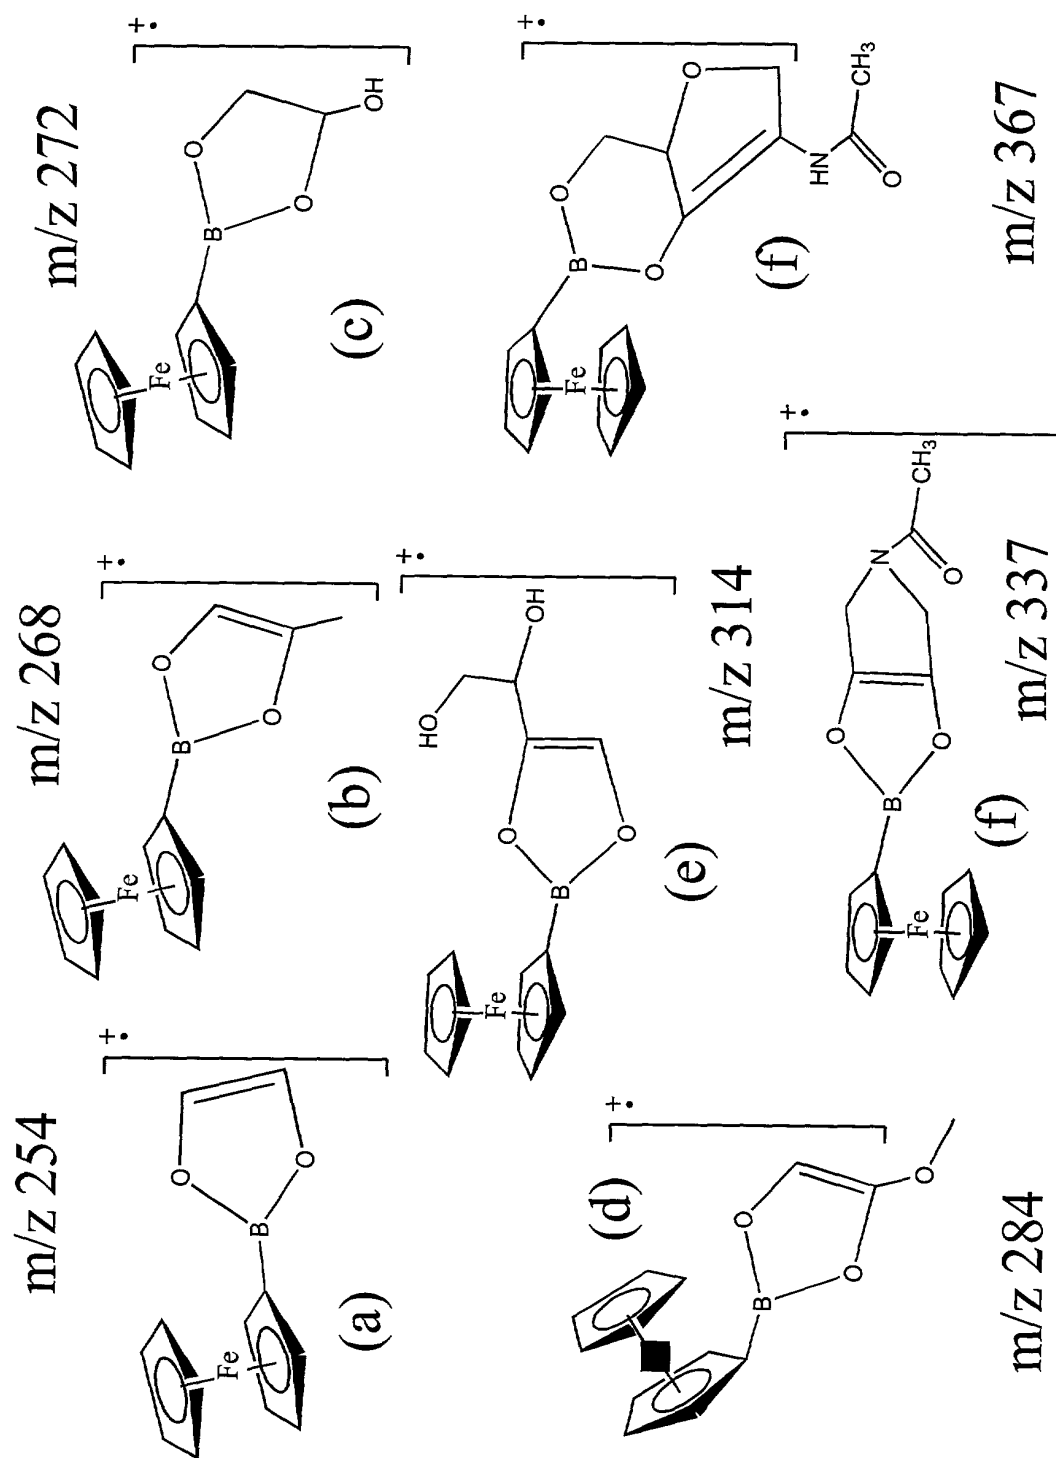 m/z 254
+•
O
O
B
Fe
(a)
m/z 268
+•
O
O
B
Fe
(b)
m/z 272
+•
O
O
B
OH
Fe
(c)
(d)
+•
O
O
B
O
m/z 284
+•
HO
OH
O
O
B
Fe
(e)
m/z 314
+•
O
O
B
N
O
CH3
Fe
(f)
m/z 337
+•
O
O
O
B
HN
O
CH3
Fe
(f)
m/z 367